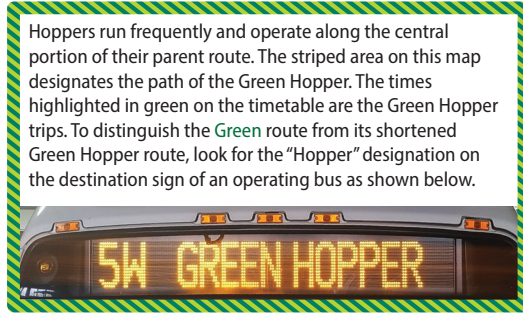 Hoppers run frequently and operate along the central
portion of their parent route. The striped area on this map
designates the path of the Green Hopper. The times
highlighted in green on the timetable are the Green Hopper
trips. To distinguish the Green route from its shortened
Green Hopper route, look for the “Hopper” designation on
the destination sign of an operating bus as shown below.
5W GREEN HOPPER